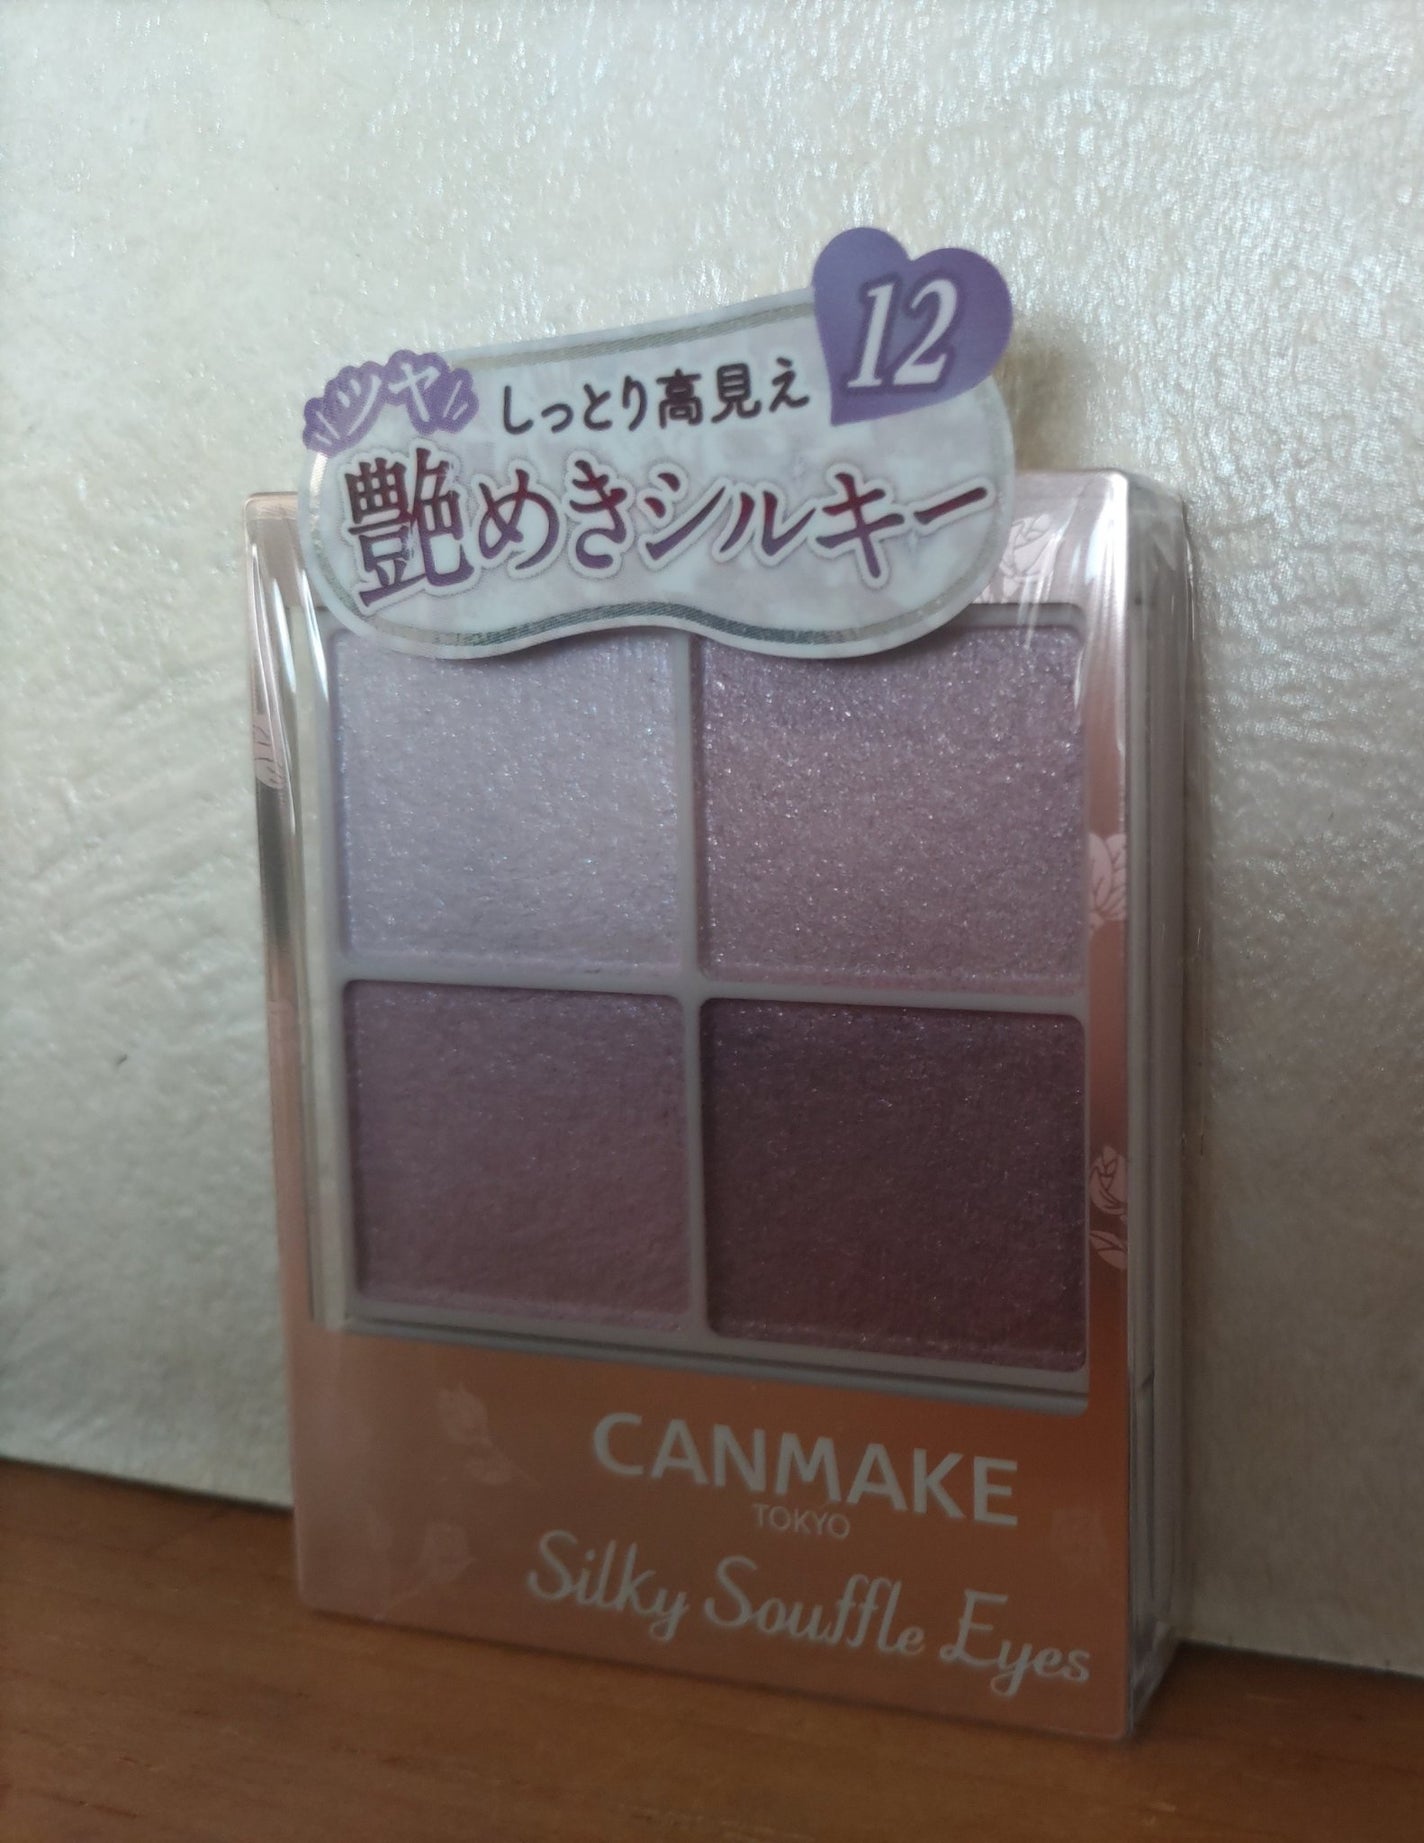 12
ツヤ
しっとり高見え
艶めきシルキー
CANMAKE
TOKYO
Silky Souffle Eyes